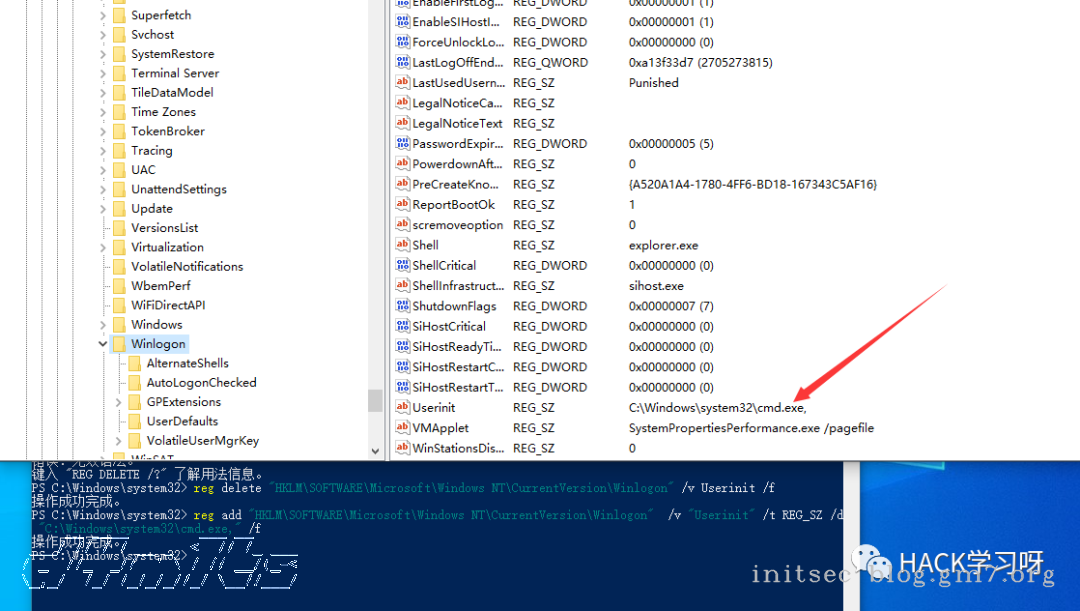 Superfetch
Svchost
SystemRestore
Terminal Server
TileDataModel
Time Zones
TokenBroker
Tracing
UAC
UnattendSettings
Update
VersionsList
Virtualization
VolatileNotifications
WbemPerf
WiFiDirectAPI
Windows
Winlogon
AlternateShells
AutoLogonChecked
GPExtensions
UserDefaults
VolatileUserMgrKey
WinSAT
EnableFirstLog... REG_DWORD 0x00000001 (1)
EnableSIHostI... REG_DWORD 0x00000001 (1)
ForceUnlockLo... REG_DWORD 0x00000000 (0)
LastLogOffEnd... REG_QWORD 0xa13f33d7 (2705273815)
LastUsedUsern... REG_SZ Punished
LegalNoticeCa... REG_SZ
LegalNoticeText REG_SZ
PasswordExpir... REG_DWORD 0x00000005 (5)
PowerdownAft... REG_SZ 0
PreCreateKno... REG_SZ {A520A1A4-1780-4FF6-BD18-167343C5AF16}
ReportBootOk REG_SZ 1
scremoveoption REG_SZ 0
Shell REG_SZ explorer.exe
ShellCritical REG_DWORD 0x00000000 (0)
ShellInfrastruct... REG_SZ sihost.exe
ShutdownFlags REG_DWORD 0x00000007 (7)
SiHostCritical REG_DWORD 0x00000000 (0)
SiHostReadyTi... REG_DWORD 0x00000000 (0)
SiHostRestartC... REG_DWORD 0x00000000 (0)
SiHostRestartT... REG_DWORD 0x00000000 (0)
Userinit REG_SZ C:\Windows\system32\cmd.exe,
VMApplet REG_SZ SystemPropertiesPerformance.exe /pagefile
WinStationsDis... REG_SZ 0
错误: 无效语法。
键入 "REG DELETE /?" 了解用法信息。
PS C:\Windows\system32> reg delete "HKLM\SOFTWARE\Microsoft\Windows NT\CurrentVersion\Winlogon" /v Userinit /f
操作成功完成。
PS C:\Windows\system32> reg add "HKLM\SOFTWARE\Microsoft\Windows NT\CurrentVersion\Winlogon" /v "Userinit" /t REG_SZ /d
"C:\Windows\system32\cmd.exe," /f
操作成功完成。
PS C:\Windows\system32>
HACK学习呀
initsec-blog.gm7.org